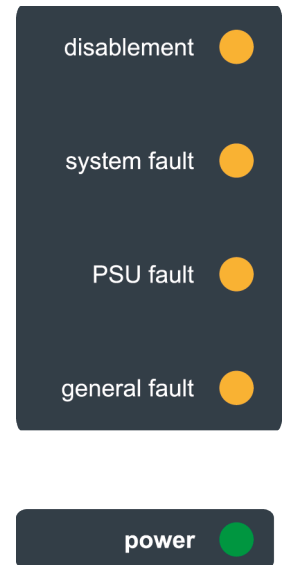 disablement
system fault
PSU fault
general fault
power